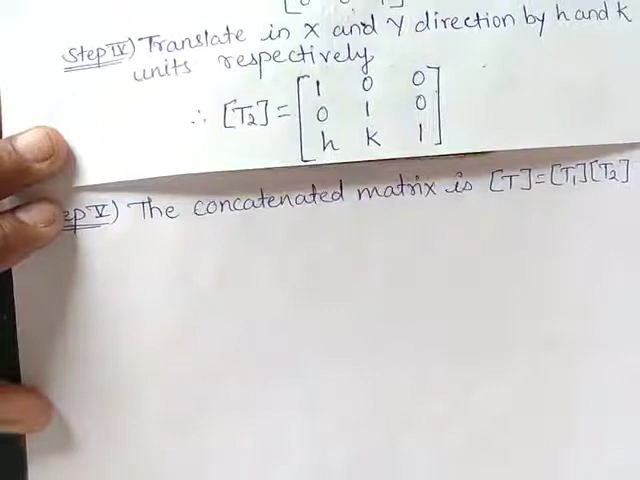 Step IV) Translate in X and Y direction by h and k
units respectively
∴ [T₂] = [1 0 0
0 1 0
h k 1]
ep V) The concatenated matrix is [T]=[T₁][T₂]